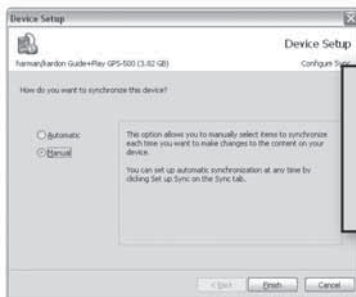 Device Setup
Device Setup
harman/kardon Guide+Play GPS-500 (3.82 GB)
Configure Sync
How do you want to synchronize this device?
Automatic
Manual
This option allows you to manually select items to synchronize
each time you want to make changes to the content on your
device.
You can set up automatic synchronization at any time by
clicking Set up Sync on the Sync tab.
< Back
Finish
Cancel